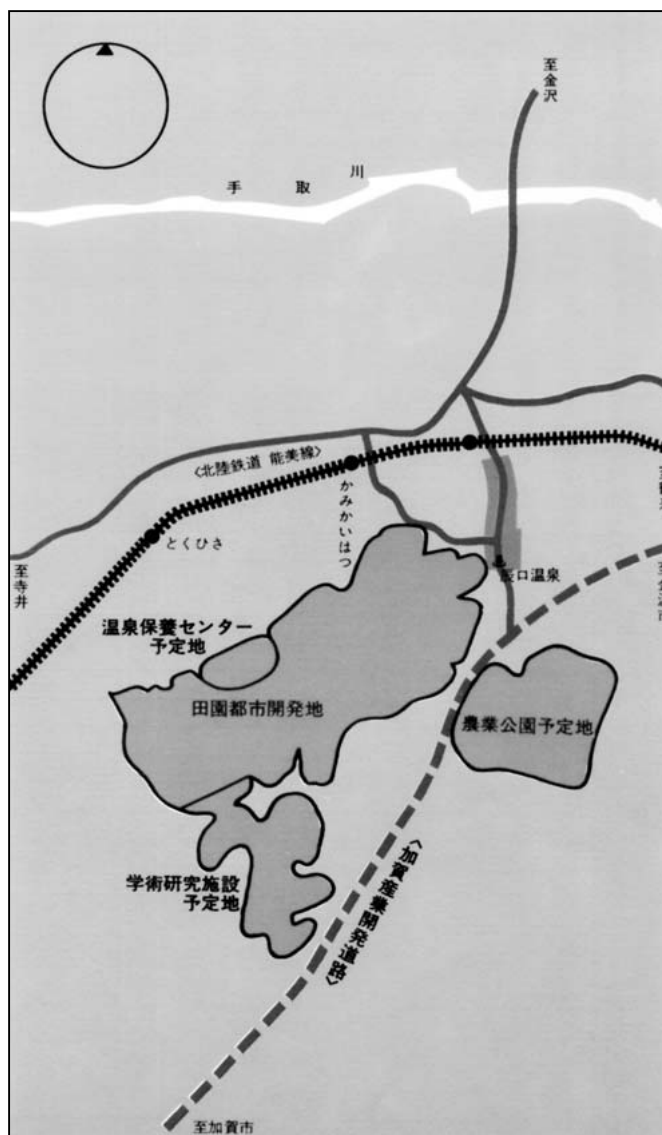 至金沢
手取川
〈北陸鉄道 能美線〉
かみかいはつ
とくひさ
至寺井
辰口温泉
温泉保養センター
予定地
田園都市開発地
農業公園予定地
学術研究施設
予定地
〈加賀産業開発道路〉
至加賀市